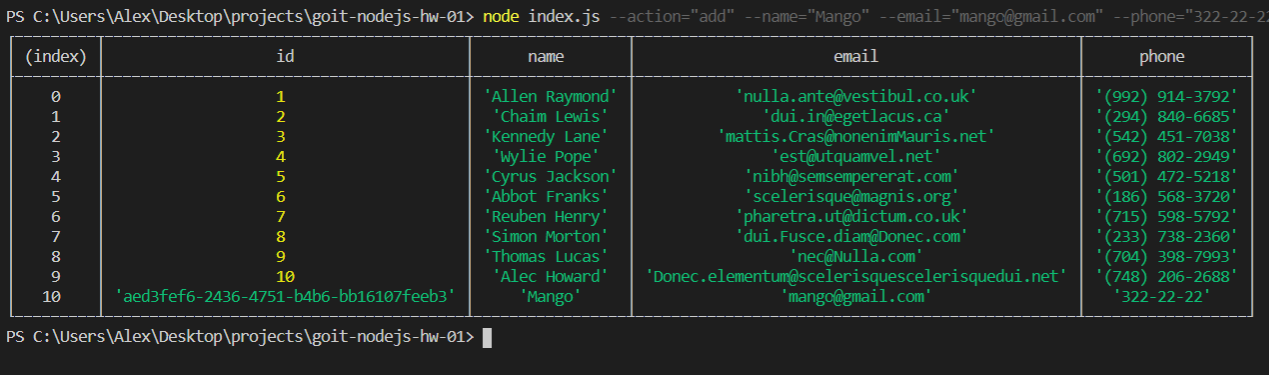 PS C:\Users\Alex\Desktop\projects\goit-nodejs-hw-01> node index.js --action="add" --name="Mango" --email="mango@gmail.com" --phone="322-22-22
(index) id name email phone
0 1 'Allen Raymond' 'nulla.ante@vestibul.co.uk' '(992) 914-3792'
1 2 'Chaim Lewis' 'dui.in@egetlacus.ca' '(294) 840-6685'
2 3 'Kennedy Lane' 'mattis.Cras@nonenimMauris.net' '(542) 451-7038'
3 4 'Wylie Pope' 'est@utquamvel.net' '(692) 802-2949'
4 5 'Cyrus Jackson' 'nibh@semsempererat.com' '(501) 472-5218'
5 6 'Abbot Franks' 'scelerisque@magnis.org' '(186) 568-3720'
6 7 'Reuben Henry' 'pharetra.ut@dictum.co.uk' '(715) 598-5792'
7 8 'Simon Morton' 'dui.Fusce.diam@Donec.com' '(233) 738-2360'
8 9 'Thomas Lucas' 'nec@Nulla.com' '(704) 398-7993'
9 10 'Alec Howard' 'Donec.elementum@scelerisquescelerisquedui.net' '(748) 206-2688'
10 'aed3fef6-2436-4751-b4b6-bb16107feeb3' 'Mango' 'mango@gmail.com' '322-22-22'
PS C:\Users\Alex\Desktop\projects\goit-nodejs-hw-01>